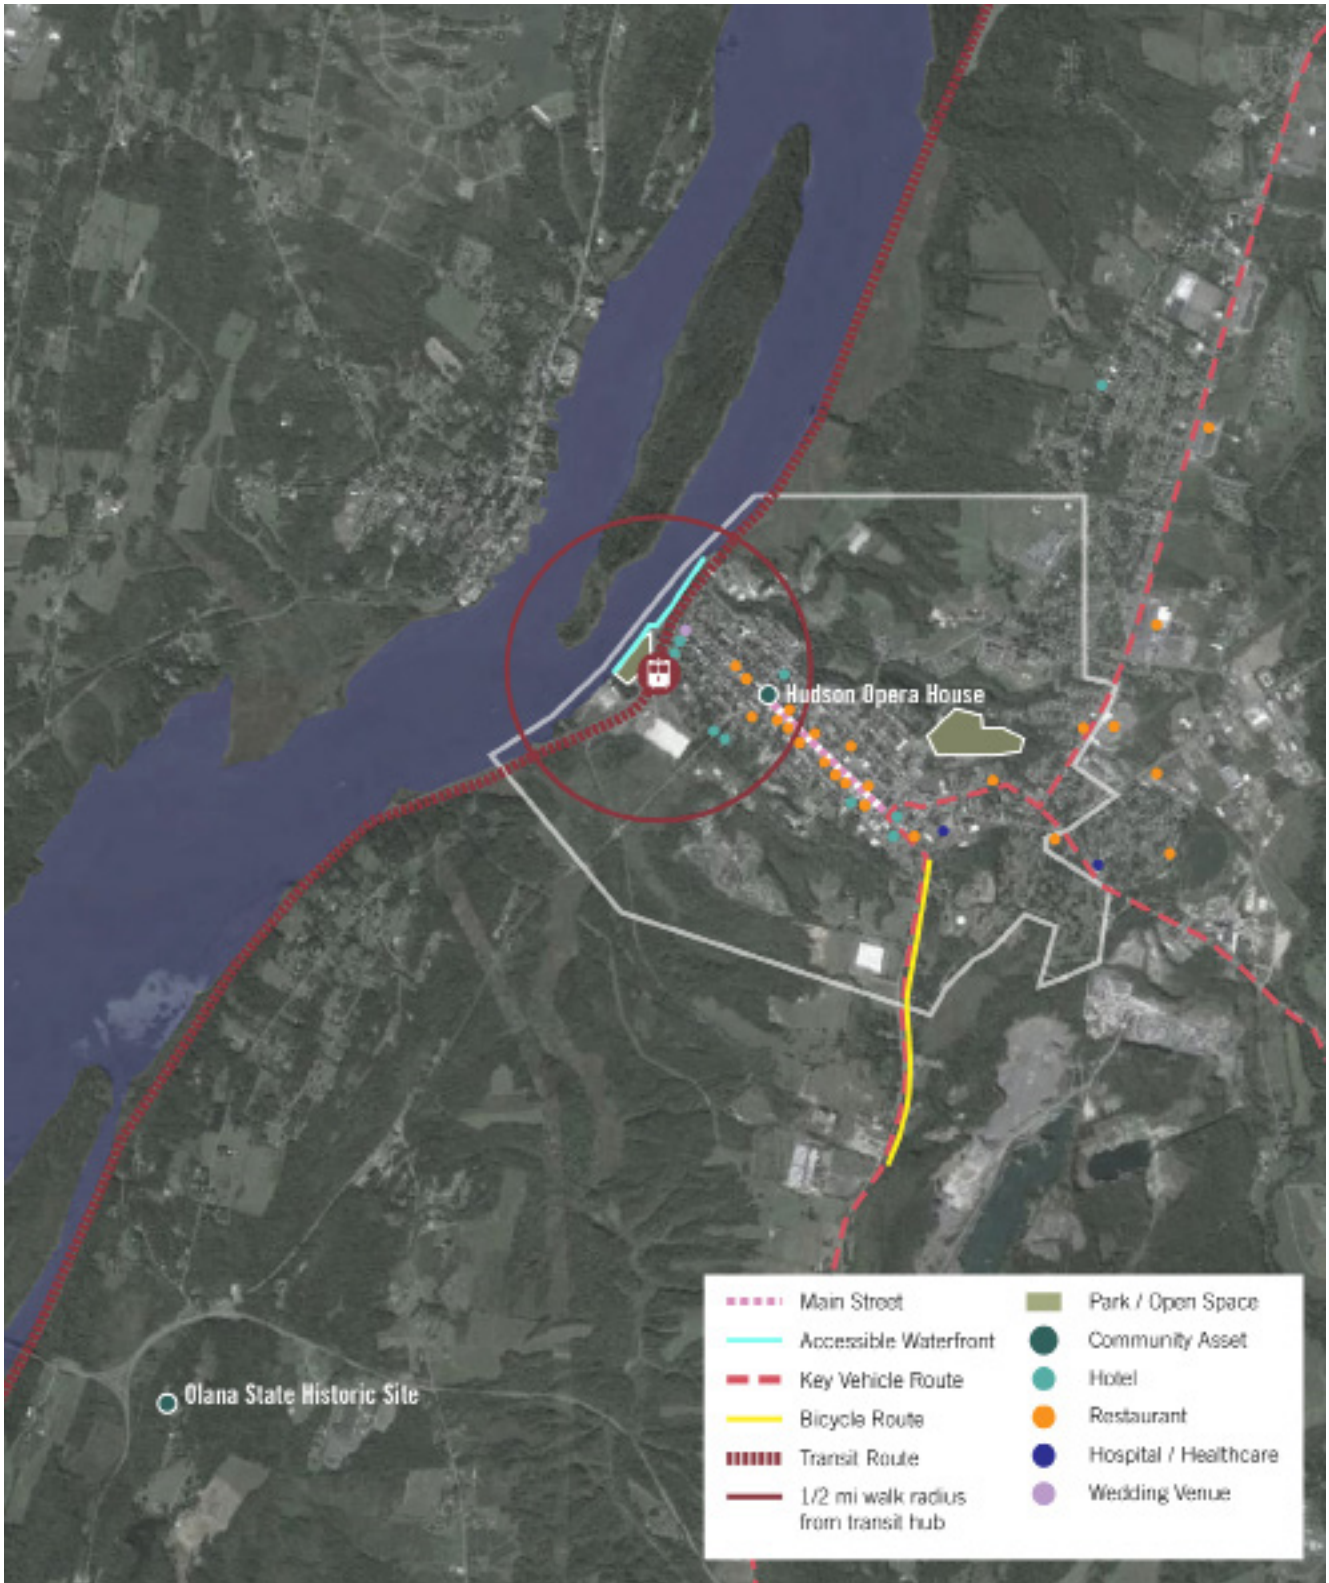 Hudson Opera House
Olana State Historic Site
Main Street
Accessible Waterfront
Key Vehicle Route
Bicycle Route
Transit Route
1/2 mi walk radius
from transit hub
Park / Open Space
Community Asset
Hotel
Restaurant
Hospital / Healthcare
Wedding Venue